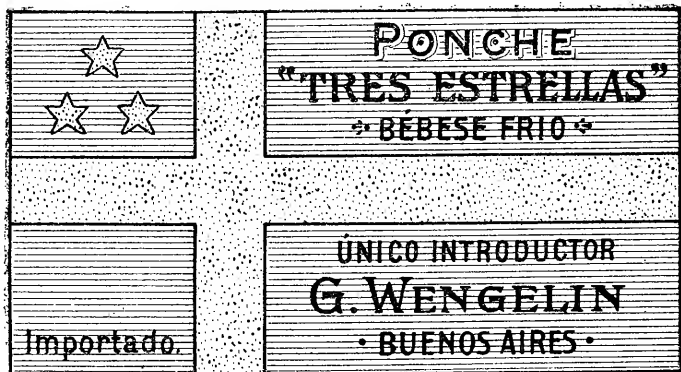 PONCHE
"TRES ESTRELLAS"
BÉBESE FRIO
ÚNICO INTRODUCTOR
G. WENGELIN
· BUENOS AIRES ·
Importado.